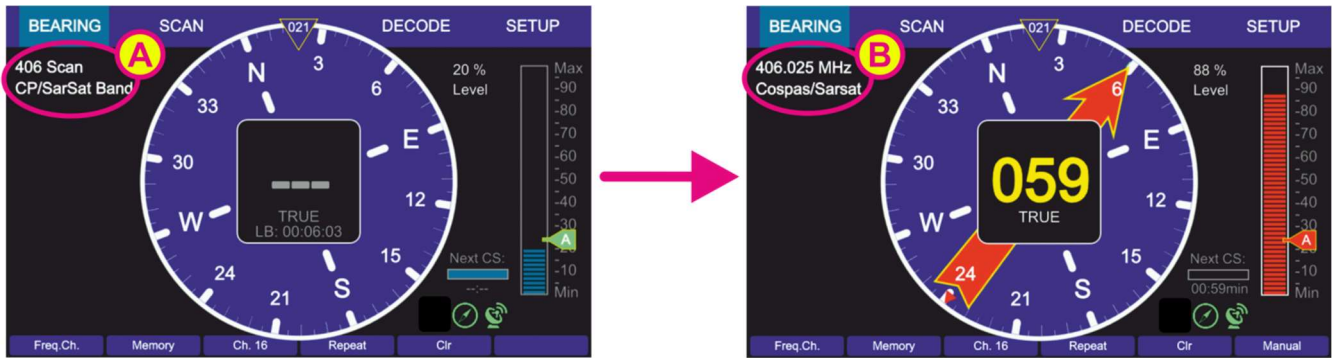 BEARING SCAN 021 DECODE SETUP
A
406 Scan
CP/SarSat Band
20 %
Level
N 3 6 E 12 15 S 21 24 W 30 33
---
TRUE
LB: 00:06:03
Max
-90
-80
-70
-60
-50
-40
-30
-20
-10
Min
A
Next CS:
--:--
Freq.Ch. Memory Ch. 16 Repeat Clr
BEARING SCAN 021 DECODE SETUP
B
406.025 MHz
Cospas/Sarsat
88 %
Level
N 3 6 E 12 15 S 21 24 W 30 33
059
TRUE
Max
-90
-80
-70
-60
-50
-40
-30
-20
-10
Min
A
Next CS:
00:59min
Freq.Ch. Memory Ch. 16 Repeat Clr Manual